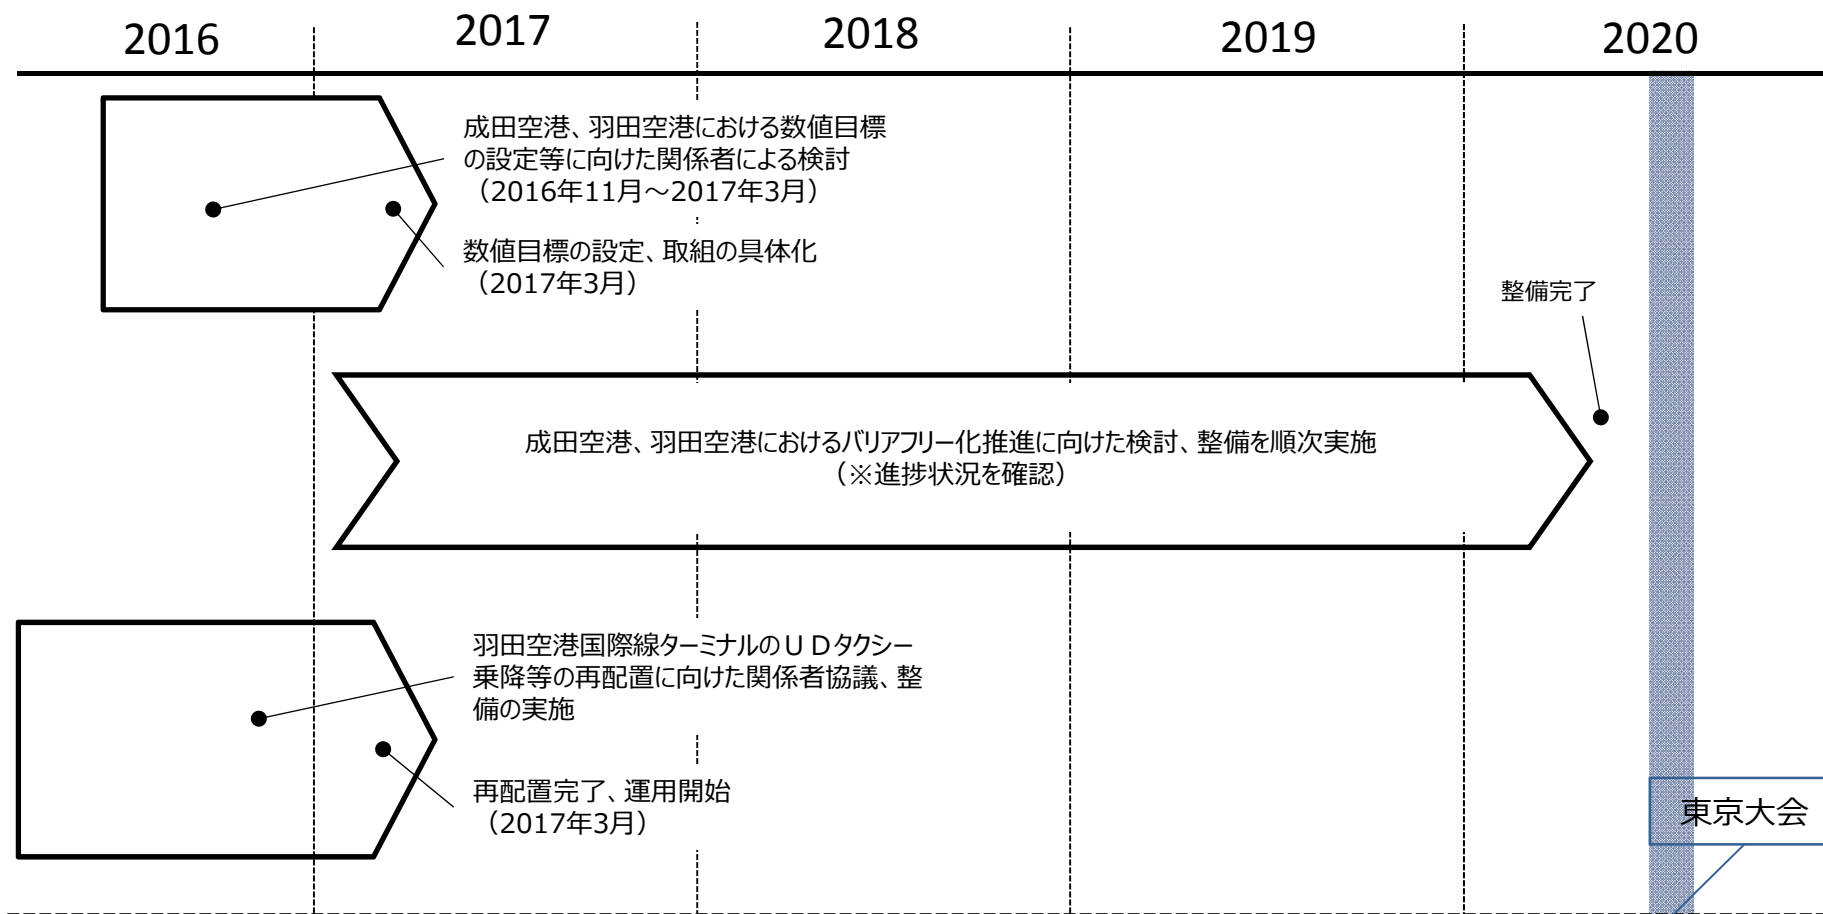 2016
2017
2018
2019
2020
成田空港、羽田空港における数値目標
の設定等に向けた関係者による検討
（2016年11月～2017年3月）
数値目標の設定、取組の具体化
（2017年3月）
整備完了
成田空港、羽田空港におけるバリアフリー化推進に向けた検討、整備を順次実施
（※進捗状況を確認）
羽田空港国際線ターミナルのＵＤタクシー
乗降等の再配置に向けた関係者協議、整
備の実施
再配置完了、運用開始
（2017年3月）
東京大会